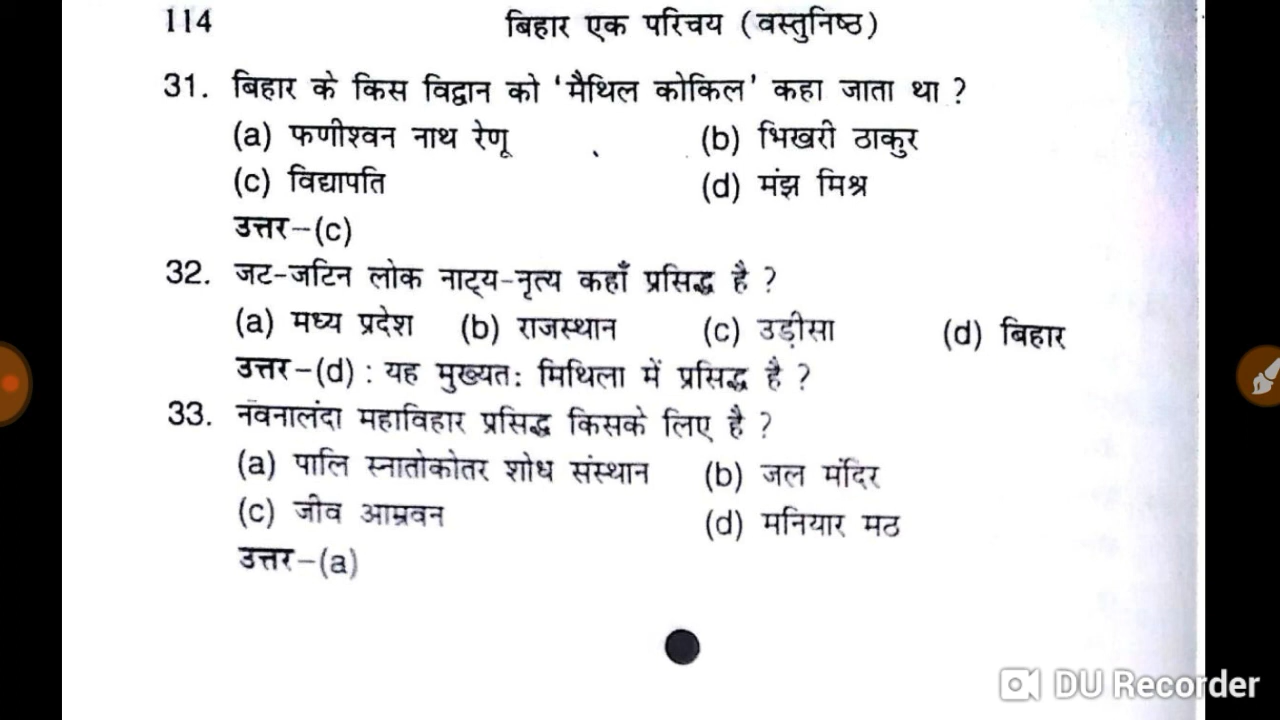 114 बिहार एक परिचय (वस्तुनिष्ठ)
31. बिहार के किस विद्वान को 'मैथिल कोकिल' कहा जाता था ?
(a) फणीश्वन नाथ रेणू (b) भिखरी ठाकुर
(c) विद्यापति (d) मंझ मिश्र
उत्तर–(c)
32. जट-जटिन लोक नाट्य-नृत्य कहाँ प्रसिद्ध है ?
(a) मध्य प्रदेश (b) राजस्थान (c) उड़ीसा (d) बिहार
उत्तर–(d) : यह मुख्यतः मिथिला में प्रसिद्ध है ?
33. नवनालंदा महाविहार प्रसिद्ध किसके लिए है ?
(a) पालि स्नातोकोतर शोध संस्थान (b) जल मंदिर
(c) जीव आम्रवन (d) मनियार मठ
उत्तर–(a)
DU Recorder